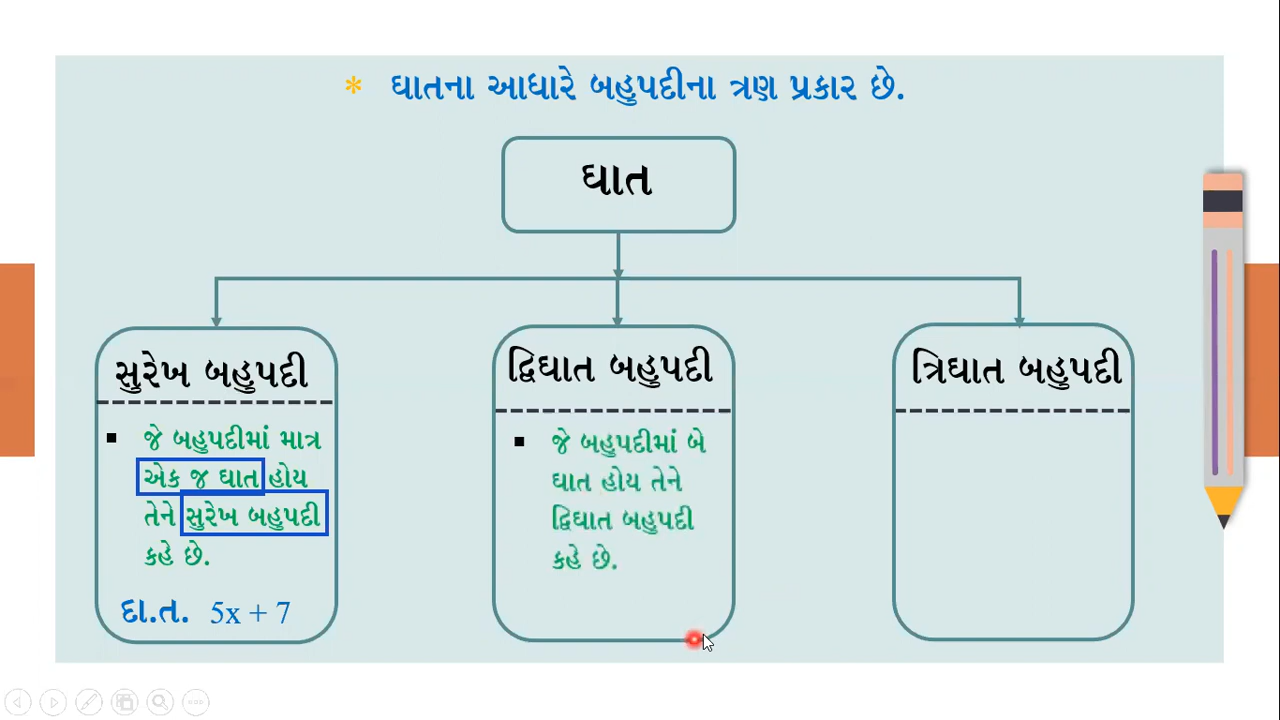 * ઘાતના આધારે બહુપદીના ત્રણ પ્રકાર છે.
ઘાત
સુરેખ બહુપદી
▪ જે બહુપદીમાં માત્ર
એક જ ઘાત હોય
તેને સુરેખ બહુપદી
કહે છે.
દા.ત. 5x + 7
દ્વિઘાત બહુપદી
▪ જે બહુપદીમાં બે
ઘાત હોય તેને
દ્વિઘાત બહુપદી
કહે છે.
ત્રિઘાત બહુપદી